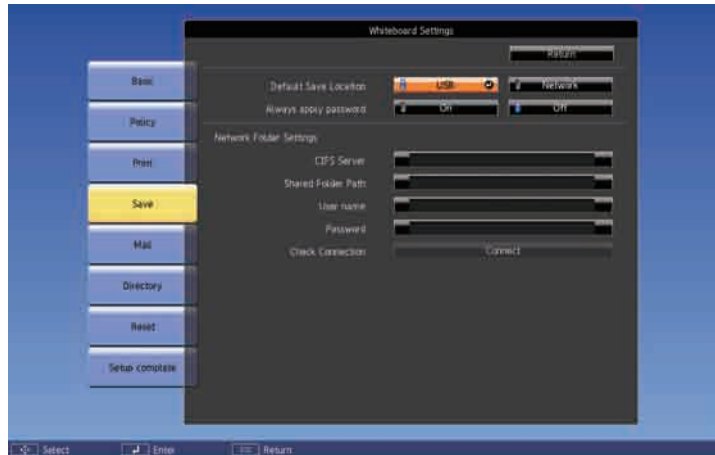 Whiteboard Settings
Return
Basic
Policy
Print
Save
Mail
Directory
Reset
Setup complete
Default Save Location USB Network
Always apply password On Off
Network Folder Settings
CIFS Server
Shared Folder Path
User name
Password
Check Connection Connect
Select Enter Return